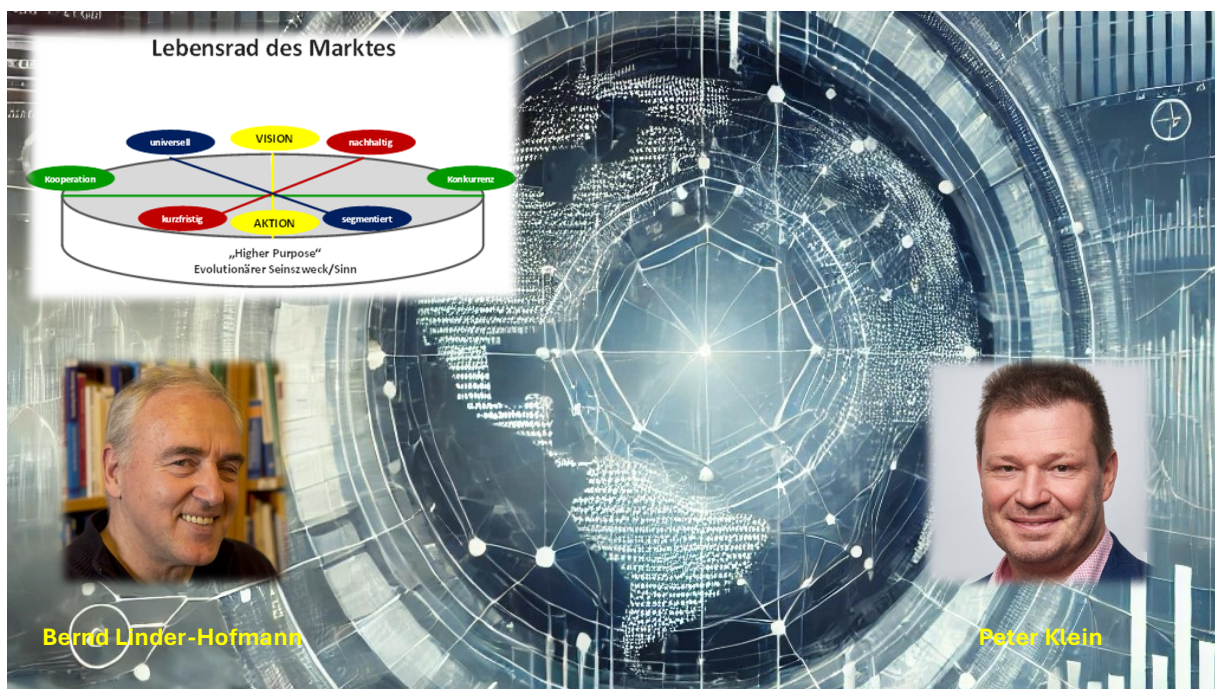 Lebensrad des Marktes
universell
VISION
nachhaltig
Kooperation
Konkurrenz
kurzfristig
AKTION
segmentiert
„Higher Purpose“
Evolutionärer Seinszweck/Sinn
Bernd Linder-Hofmann
Peter Klein